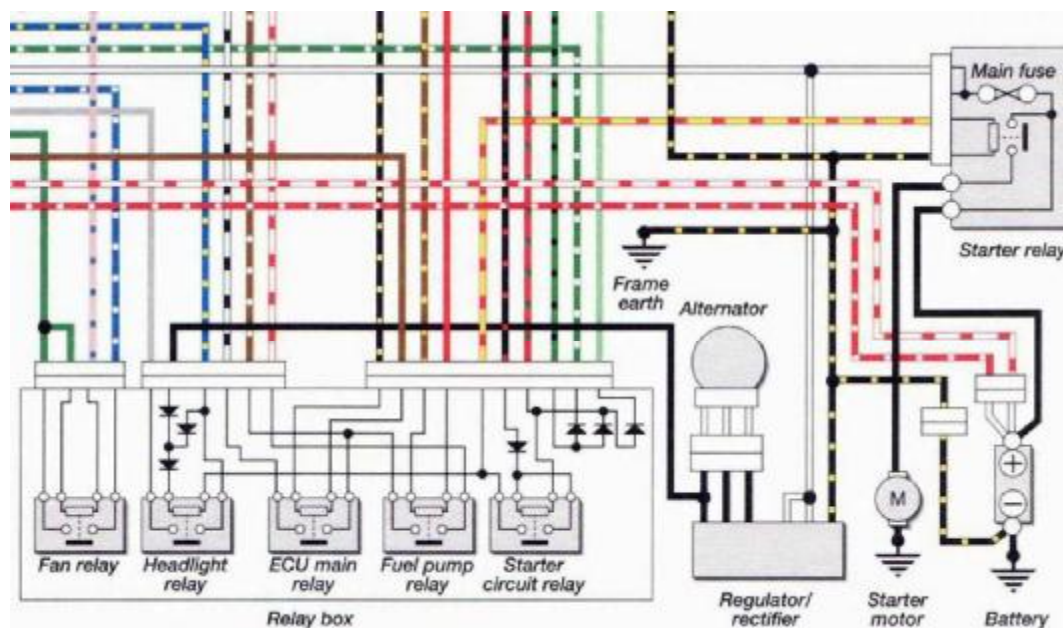 Main fuse
Starter relay
Frame
earth
Alternator
M
Fan relay
Headlight
relay
ECU main
relay
Fuel pump
relay
Starter
circuit relay
Relay box
Regulator/
rectifier
Starter
motor
Battery